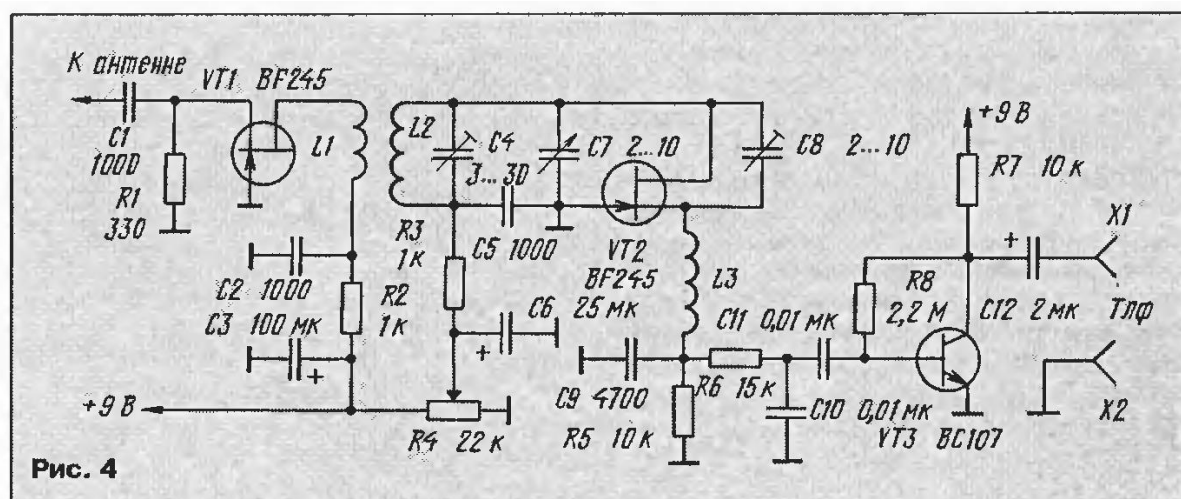 К антенне
VT1 BF245
C1
1000
R1
330
L1
L2
C4
3...30
C7
2...10
C8 2...10
+9 В
R7 10 к
X1
R3
1 к
C5 1000
VT2
BF245
L3
C2 1000
R2
1 к
C3 100 мк
+
C6
25 мк
+
C11 0,01 мк
R8
2,2 М
+
C12 2 мк
Тлф
X2
+9 В
R4 22 к
C9 4700
R5 10 к
R6 15 к
C10 0,01 мк
VT3 BC107
Рис. 4